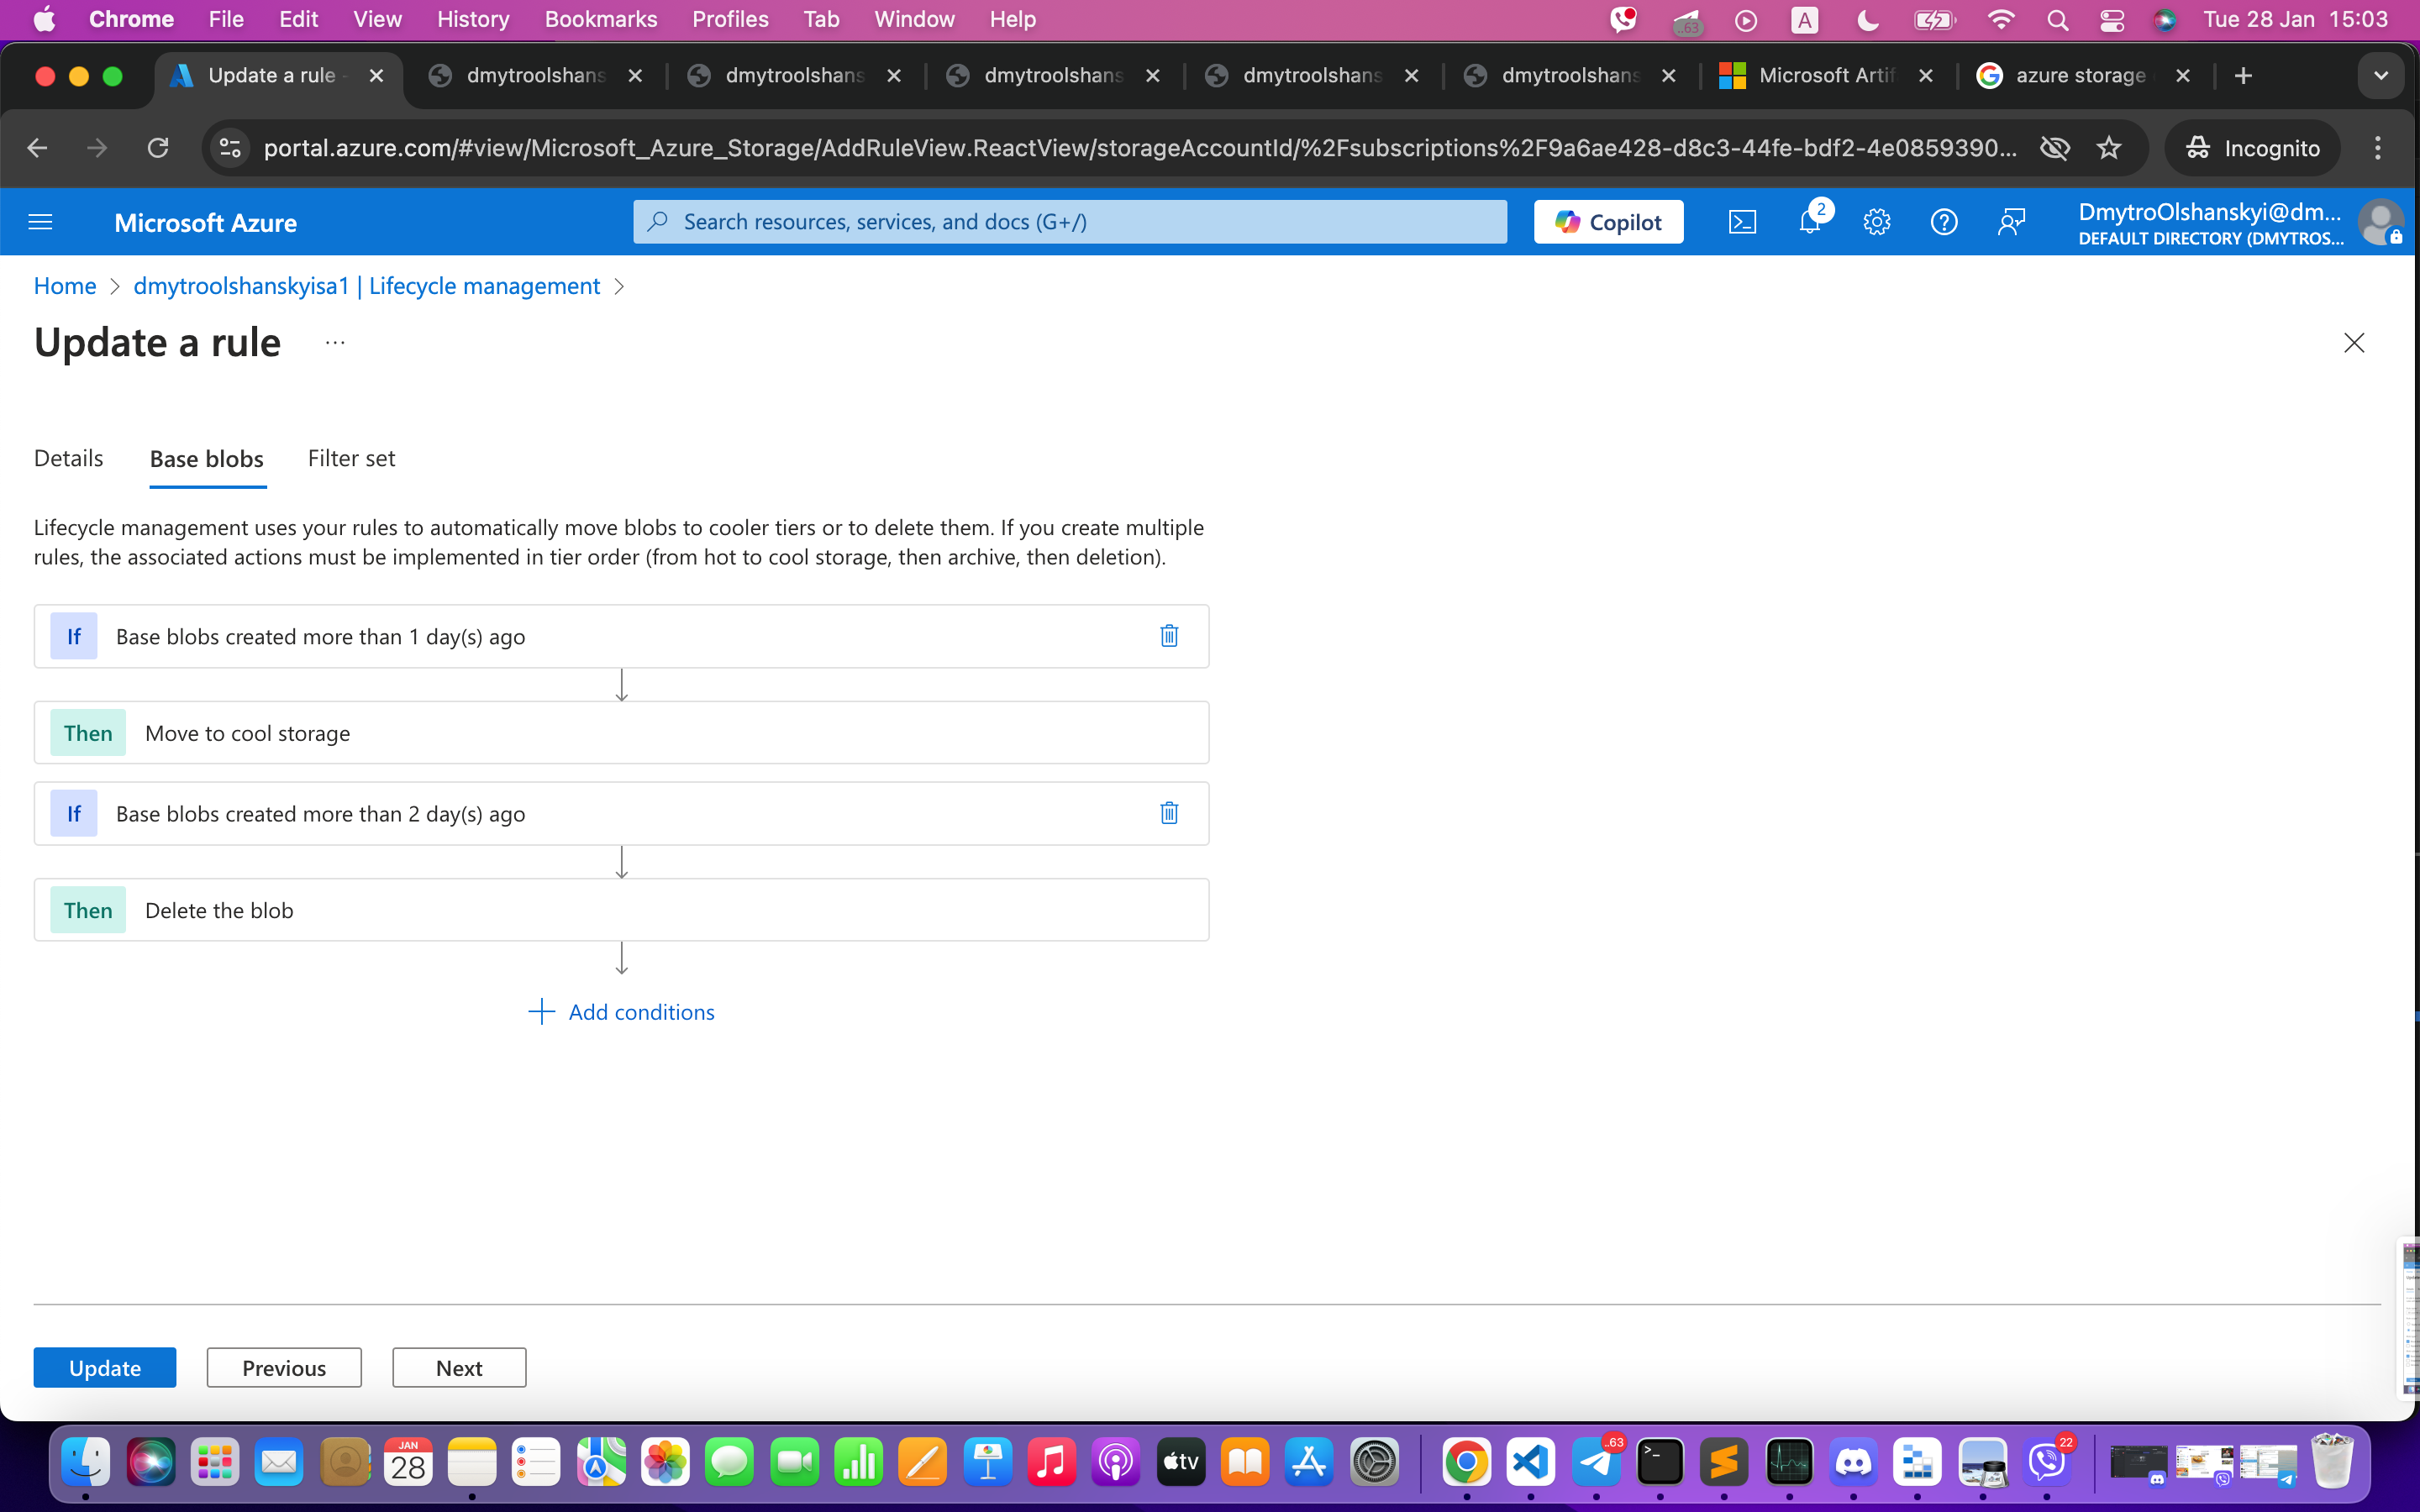 Chrome File Edit View History Bookmarks Profiles Tab Window Help ..63 A Tue 28 Jan 15:03
Update a rule - dmytroolshans dmytroolshans dmytroolshans dmytroolshans dmytroolshans Microsoft Artif azure storage
portal.azure.com/#view/Microsoft_Azure_Storage/AddRuleView.ReactView/storageAccountId/%2Fsubscriptions%2F9a6ae428-d8c3-44fe-bdf2-4e0859390... Incognito
Microsoft Azure Search resources, services, and docs (G+/) Copilot 2 DmytroOlshanskyi@dm...
DEFAULT DIRECTORY (DMYTROS...
Home > dmytroolshanskyisa1 | Lifecycle management >
Update a rule ...
Details Base blobs Filter set
Lifecycle management uses your rules to automatically move blobs to cooler tiers or to delete them. If you create multiple
rules, the associated actions must be implemented in tier order (from hot to cool storage, then archive, then deletion).
If Base blobs created more than 1 day(s) ago
Then Move to cool storage
If Base blobs created more than 2 day(s) ago
Then Delete the blob
Add conditions
Update Previous Next
JAN
28
tv
..63
22